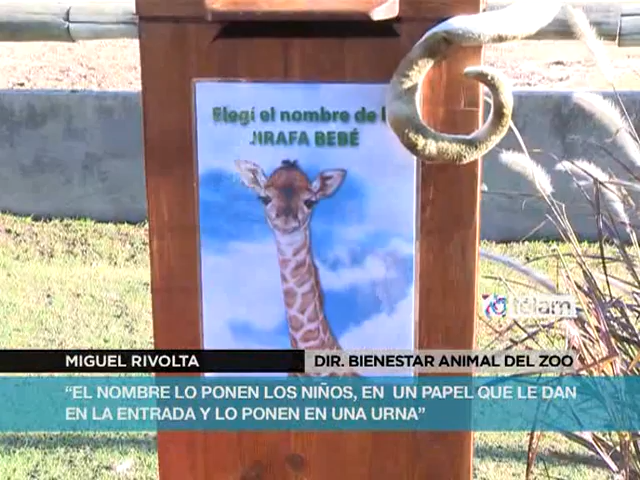 Elegí el nombre de l
JIRAFA BEBÉ
télam
MIGUEL RIVOLTA
DIR. BIENESTAR ANIMAL DEL ZOO
“EL NOMBRE LO PONEN LOS NIÑOS, EN UN PAPEL QUE LE DAN
EN LA ENTRADA Y LO PONEN EN UNA URNA”